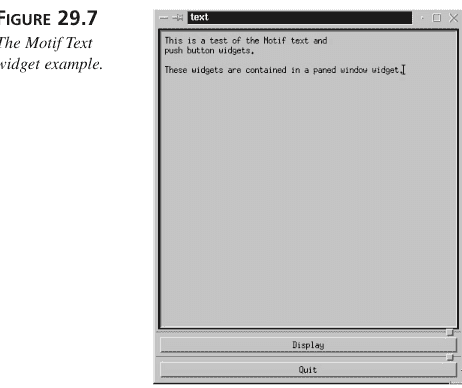 FIGURE 29.7
The Motif Text
widget example.
text
This is a test of the Motif text and
push button widgets.
These widgets are contained in a paned window widget.
Display
Quit